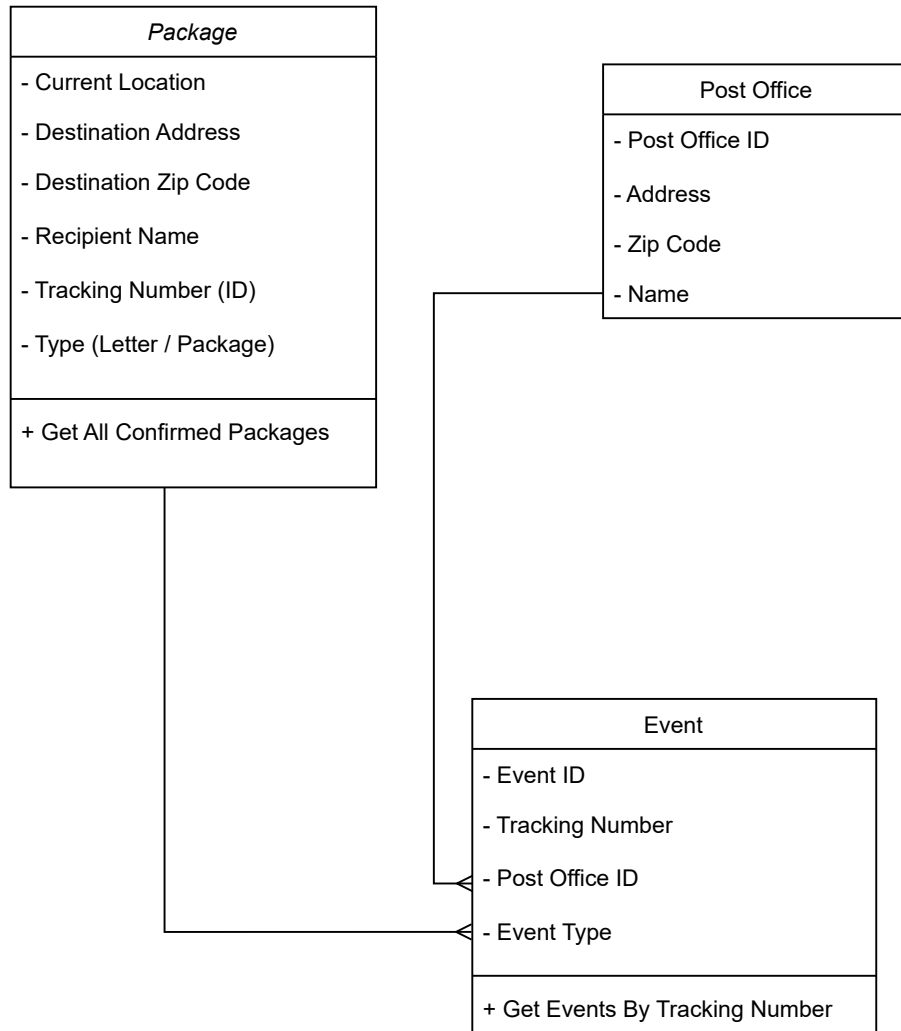 Package
- Current Location
- Destination Address
- Destination Zip Code
- Recipient Name
- Tracking Number (ID)
- Type (Letter / Package)
+ Get All Confirmed Packages
Post Office
- Post Office ID
- Address
- Zip Code
- Name
Event
- Event ID
- Tracking Number
- Post Office ID
- Event Type
+ Get Events By Tracking Number